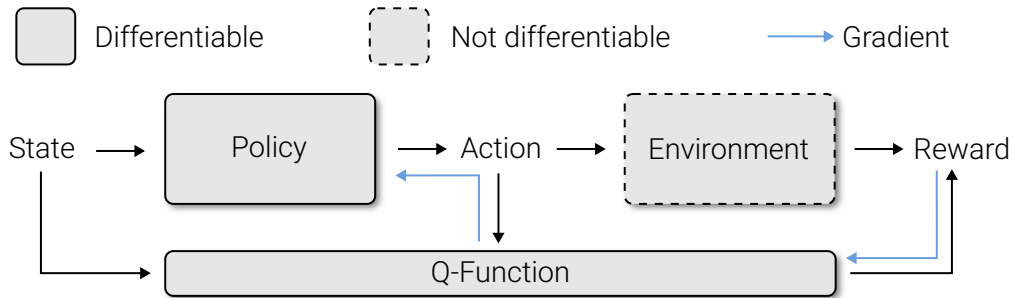 Differentiable Not differentiable Gradient
State Policy Action Environment Reward
Q-Function